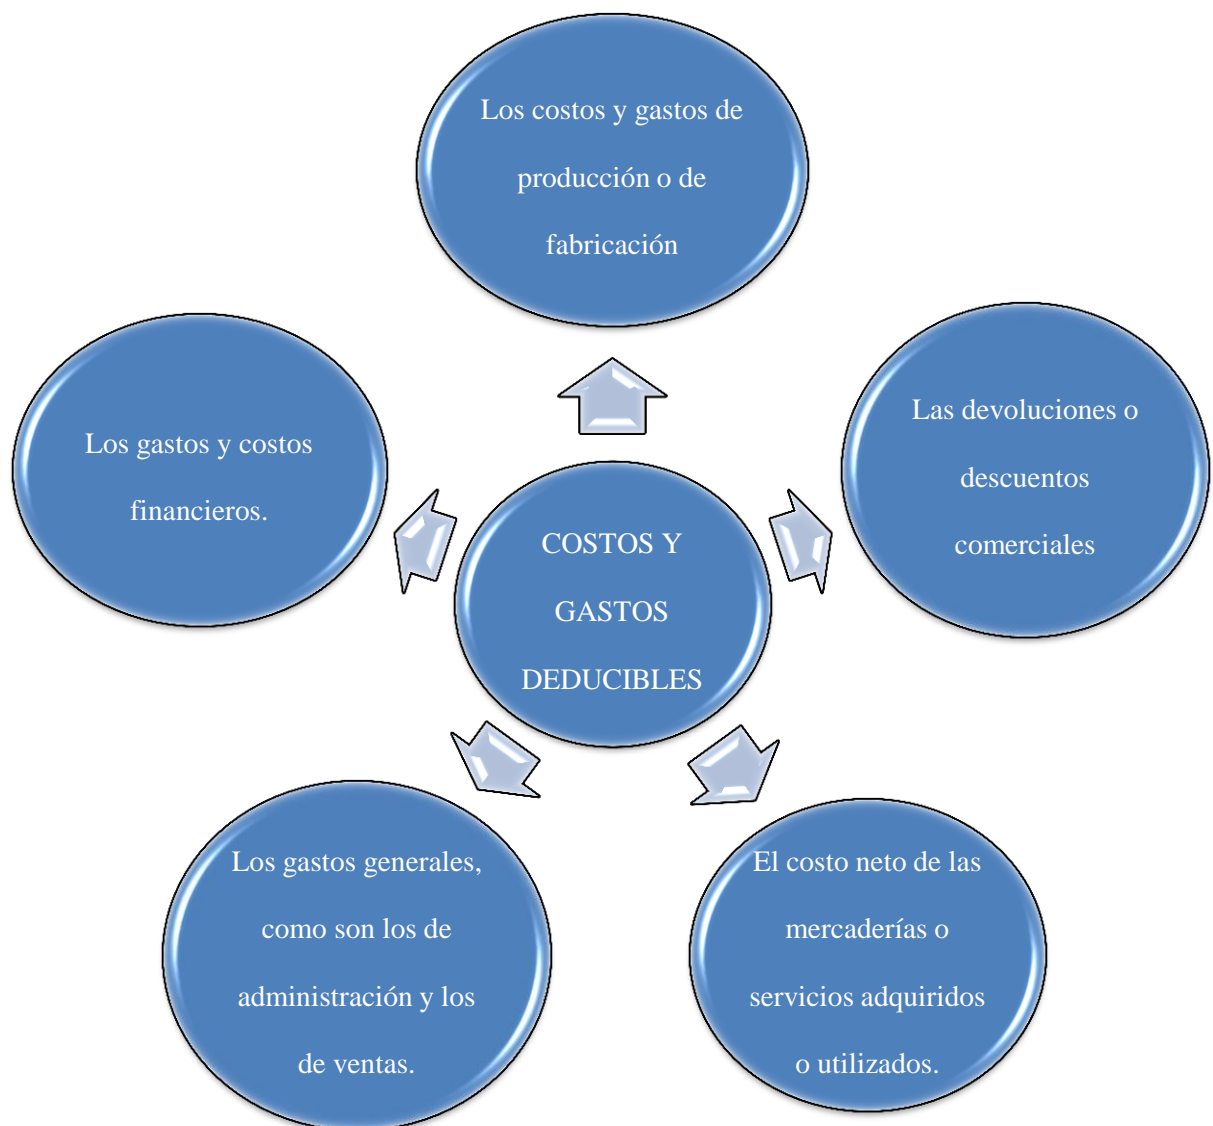 Los costos y gastos de
producción o de
fabricación
Las devoluciones o
descuentos
comerciales
Los gastos y costos
financieros.
COSTOS Y
GASTOS
DEDUCIBLES
Los gastos generales,
como son los de
administración y los
de ventas.
El costo neto de las
mercaderías o
servicios adquiridos
o utilizados.